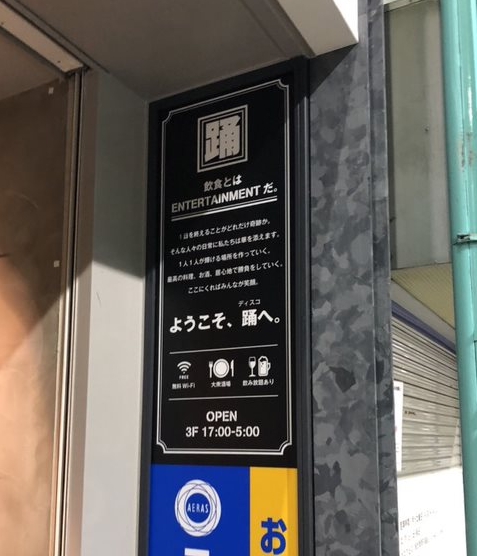 踊
飲食とは
ENTERTAINMENT だ。
1日を終えることがどれだけ奇跡か。
そんな人々の日常に私たちは華を添えます。
1人1人が輝ける場所を作っていく。
最高の料理、お酒、居心地で勝負をしていく。
ここにくればみんなが笑顔。
ディスコ
ようこそ、踊へ。
FREE
無料 Wi-Fi 大衆酒場 飲み放題あり
OPEN
3F 17:00-5:00
AERAS
お